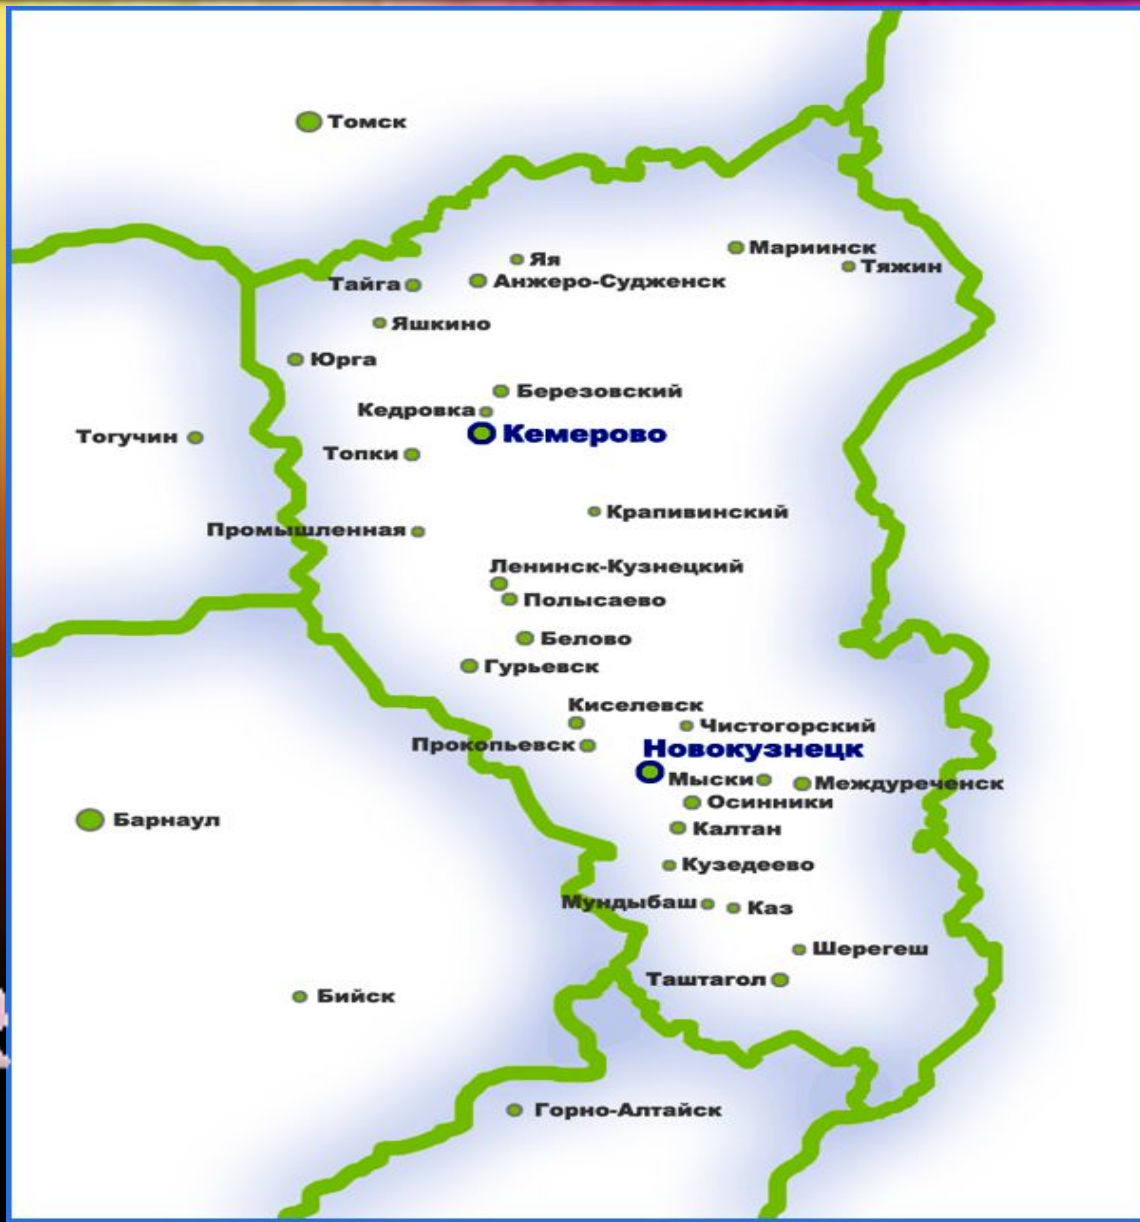 Томск
Мариинск
Яя
Тяжин
Тайга
Анжеро-Судженск
Яшкино
Юрга
Березовский
Кедровка
Кемерово
Тогучин
Топки
Крапивинский
Промышленная
Ленинск-Кузнецкий
Полысаево
Белово
Гурьевск
Киселевск
Чистогорский
Прокопьевск
Новокузнецк
Мыски
Междуреченск
Осинники
Барнаул
Калтан
Кузедеево
Мундыбаш
Каз
Шерегеш
Таштагол
Бийск
Горно-Алтайск